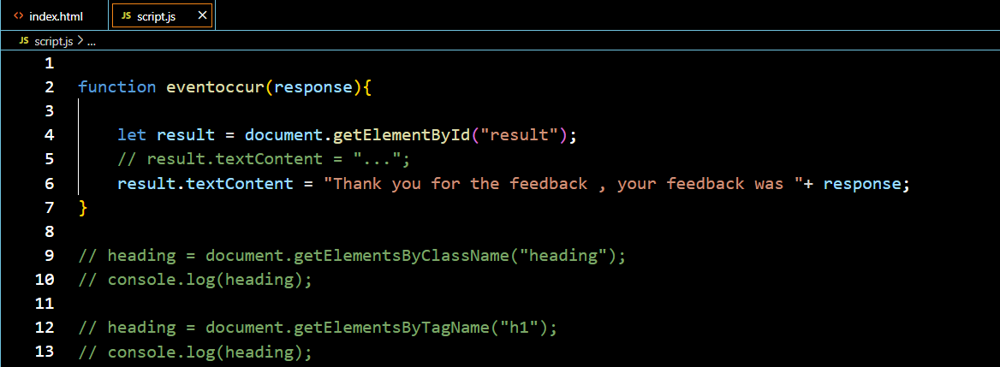 index.html JS script.js ×
JS script.js > ...
1
2 function eventoccur(response){
3
4 let result = document.getElementById("result");
5 // result.textContent = "...";
6 result.textContent = "Thank you for the feedback , your feedback was "+ response;
7 }
8
9 // heading = document.getElementsByClassName("heading");
10 // console.log(heading);
11
12 // heading = document.getElementsByTagName("h1");
13 // console.log(heading);